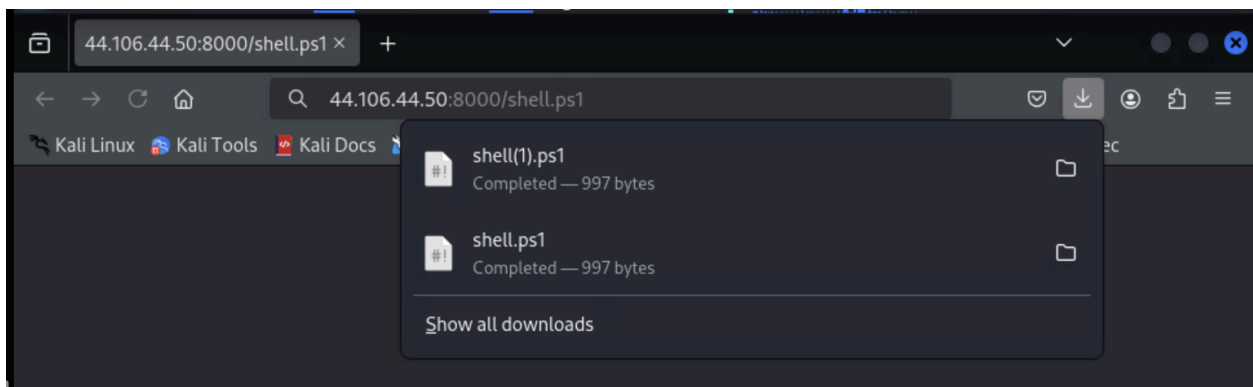 44.106.44.50:8000/shell.ps1
44.106.44.50:8000/shell.ps1
Kali Linux Kali Tools Kali Docs ec
shell(1).ps1
Completed — 997 bytes
shell.ps1
Completed — 997 bytes
Show all downloads